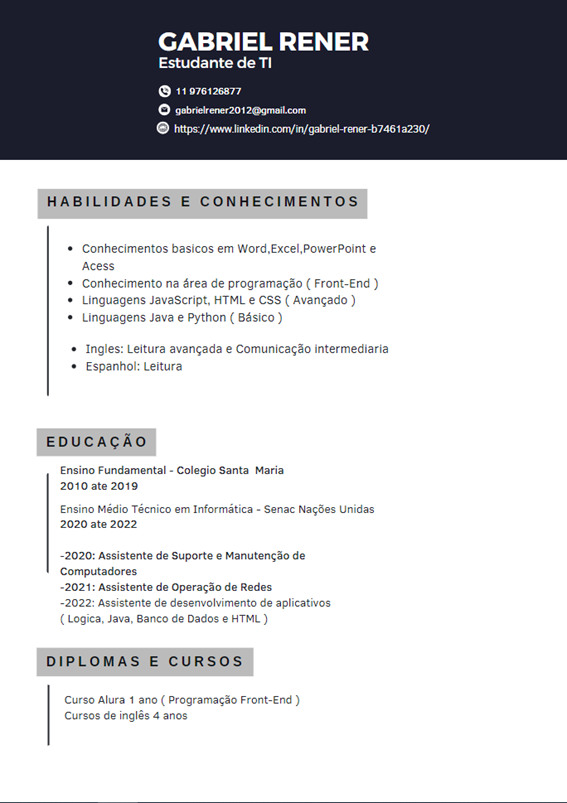 GABRIEL RENER
Estudante de TI
11 976126877
gabrielrener2012@gmail.com
https://www.linkedin.com/in/gabriel-rener-b7461a230/
HABILIDADES E CONHECIMENTOS
• Conhecimentos basicos em Word,Excel,PowerPoint e
Acess
• Conhecimento na área de programação ( Front-End )
• Linguagens JavaScript, HTML e CSS ( Avançado )
• Linguagens Java e Python ( Básico )
• Ingles: Leitura avançada e Comunicação intermediaria
• Espanhol: Leitura
EDUCAÇÃO
Ensino Fundamental - Colegio Santa Maria
2010 ate 2019
Ensino Médio Técnico em Informática - Senac Nações Unidas
2020 ate 2022
-2020: Assistente de Suporte e Manutenção de
Computadores
-2021: Assistente de Operação de Redes
-2022: Assistente de desenvolvimento de aplicativos
( Logica, Java, Banco de Dados e HTML )
DIPLOMAS E CURSOS
Curso Alura 1 ano ( Programação Front-End )
Cursos de inglês 4 anos